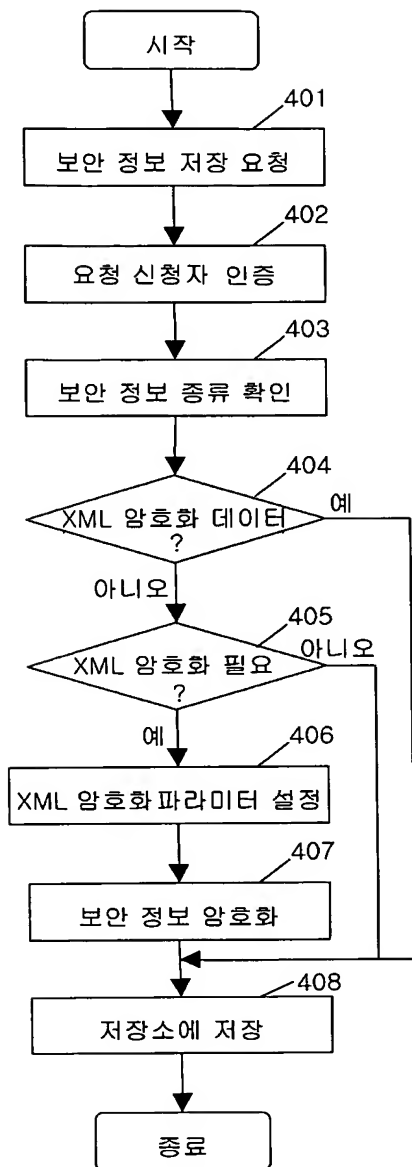 시작
401
보안 정보 저장 요청
402
요청 신청자 인증
403
보안 정보 종류 확인
404
XML 암호화 데이터
?
예
아니오
405
XML 암호화 필요
?
아니오
예
406
XML 암호화파라미터 설정
407
보안 정보 암호화
408
저장소에 저장
종료